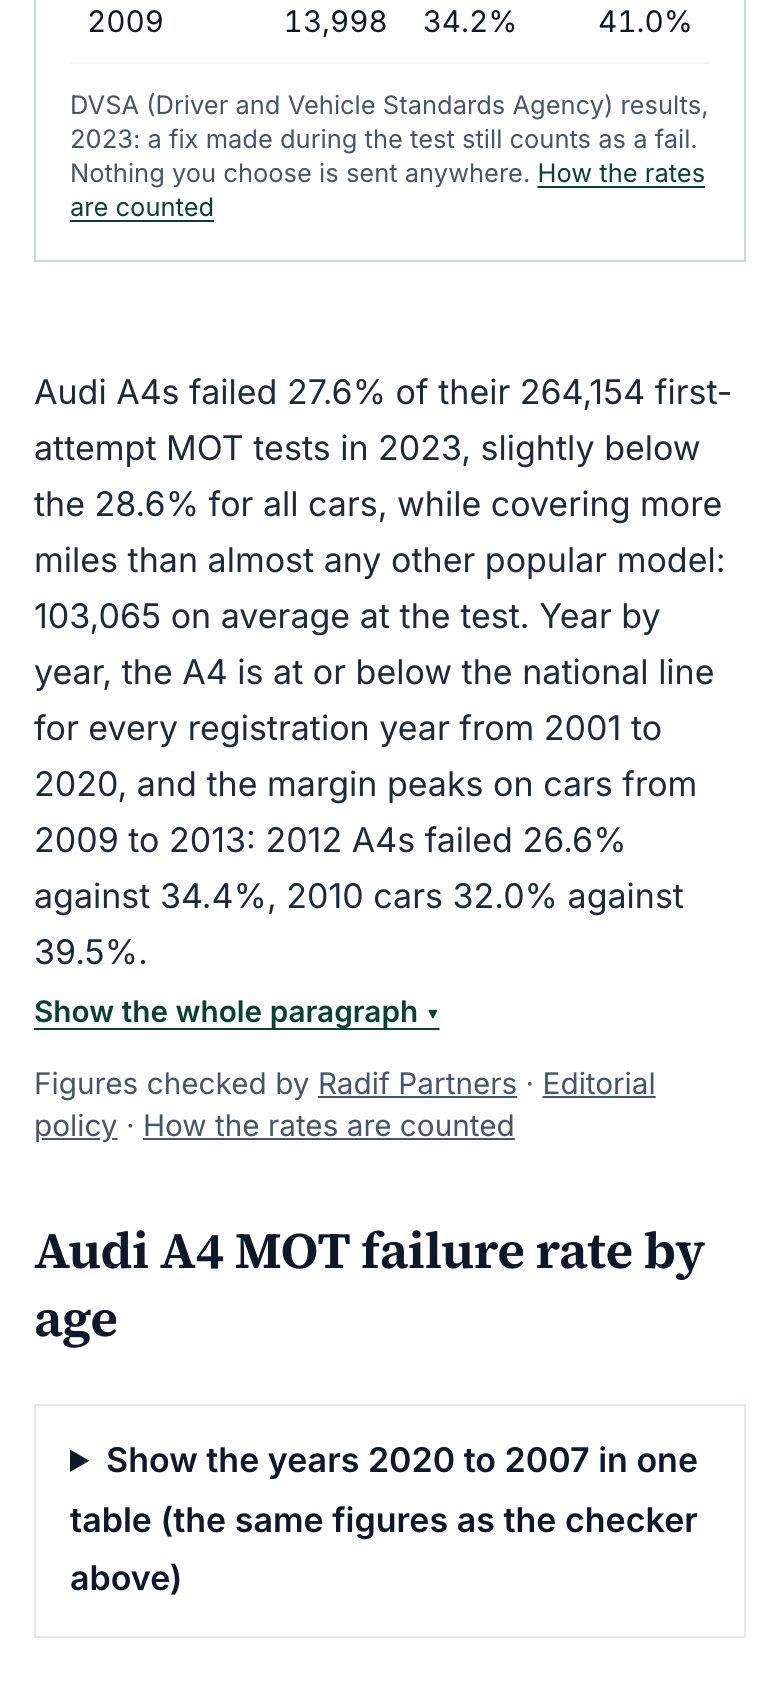 2009 13,998 34.2% 41.0%
DVSA (Driver and Vehicle Standards Agency) results,
2023: a fix made during the test still counts as a fail.
Nothing you choose is sent anywhere. How the rates
are counted
Audi A4s failed 27.6% of their 264,154 first-
attempt MOT tests in 2023, slightly below
the 28.6% for all cars, while covering more
miles than almost any other popular model:
103,065 on average at the test. Year by
year, the A4 is at or below the national line
for every registration year from 2001 to
2020, and the margin peaks on cars from
2009 to 2013: 2012 A4s failed 26.6%
against 34.4%, 2010 cars 32.0% against
39.5%.
Show the whole paragraph ▾
Figures checked by Radif Partners · Editorial
policy · How the rates are counted
Audi A4 MOT failure rate by
age
▶ Show the years 2020 to 2007 in one
table (the same figures as the checker
above)